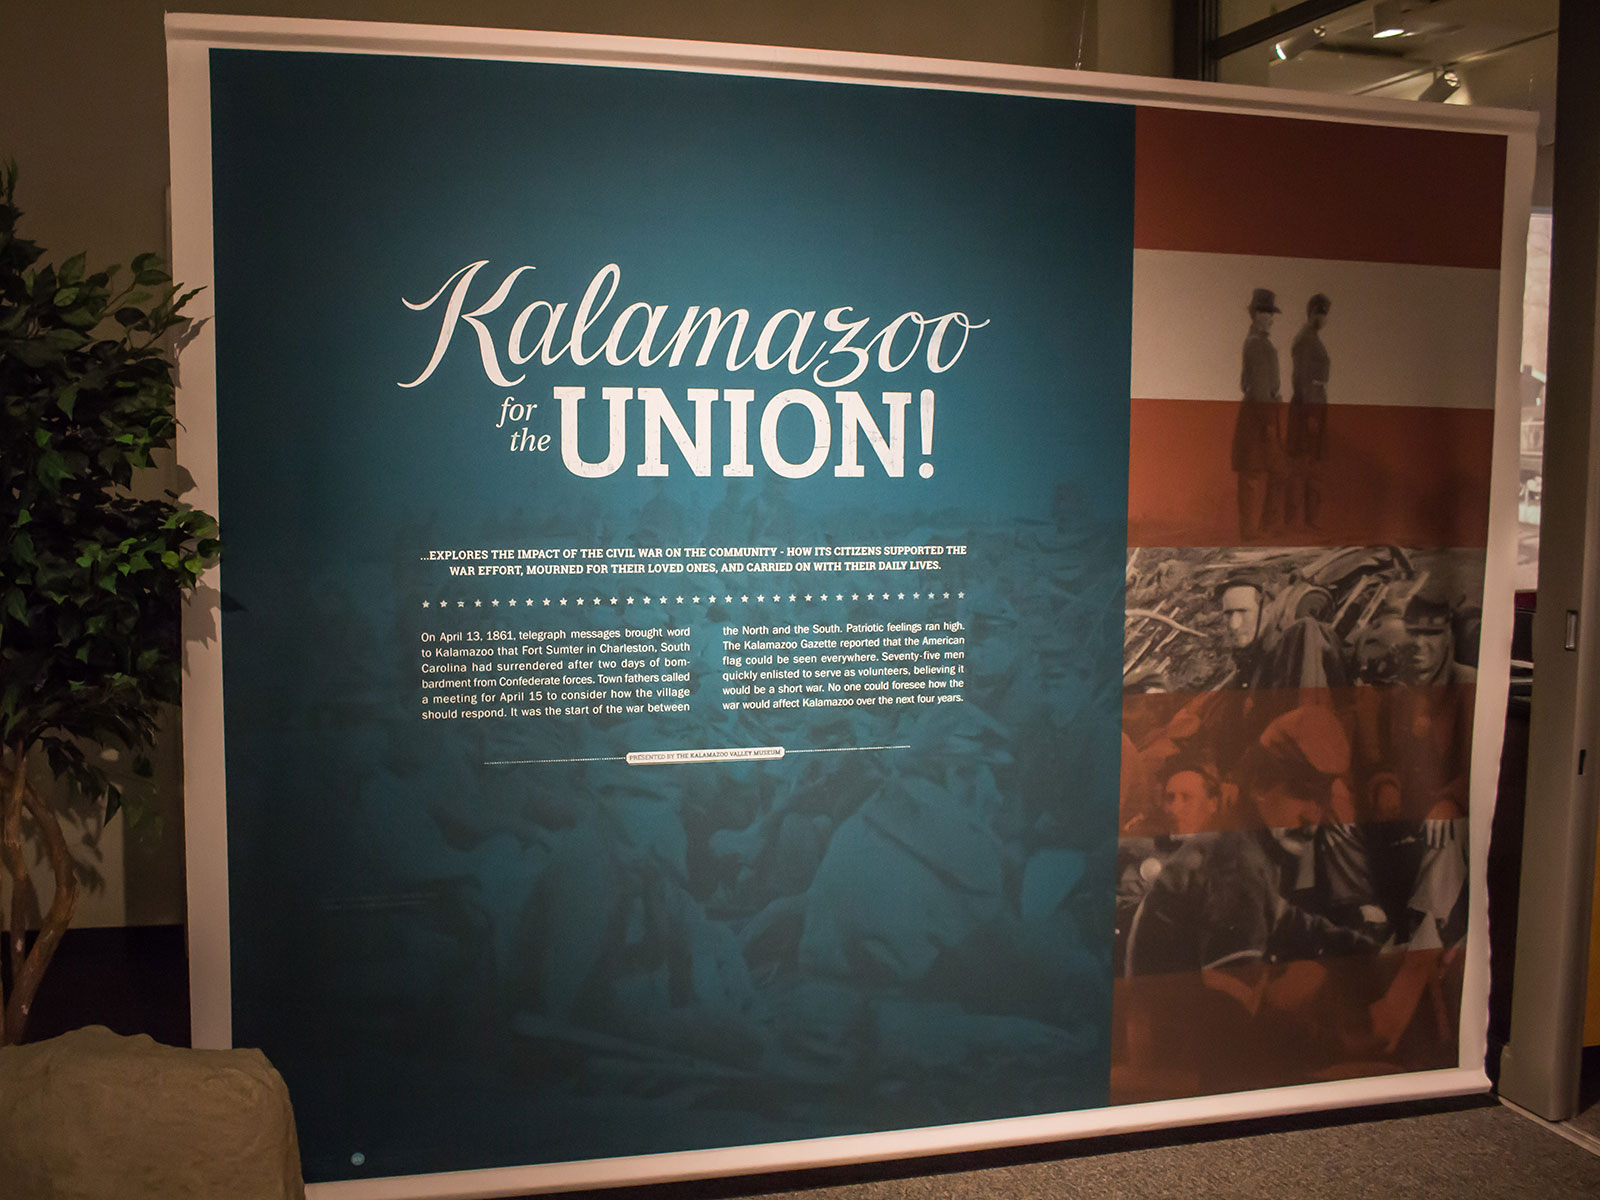 Kalamazoo
for
the
UNION!
...EXPLORES THE IMPACT OF THE CIVIL WAR ON THE COMMUNITY - HOW ITS CITIZENS SUPPORTED THE
WAR EFFORT, MOURNED FOR THEIR LOVED ONES, AND CARRIED ON WITH THEIR DAILY LIVES.
On April 13, 1861, telegraph messages brought word
to Kalamazoo that Fort Sumter in Charleston, South
Carolina had surrendered after two days of bom-
bardment from Confederate forces. Town fathers called
a meeting for April 15 to consider how the village
should respond. It was the start of the war between
the North and the South. Patriotic feelings ran high.
The Kalamazoo Gazette reported that the American
flag could be seen everywhere. Seventy-five men
quickly enlisted to serve as volunteers, believing it
would be a short war. No one could foresee how the
war would affect Kalamazoo over the next four years.
PRESENTED BY THE KALAMAZOO VALLEY MUSEUM